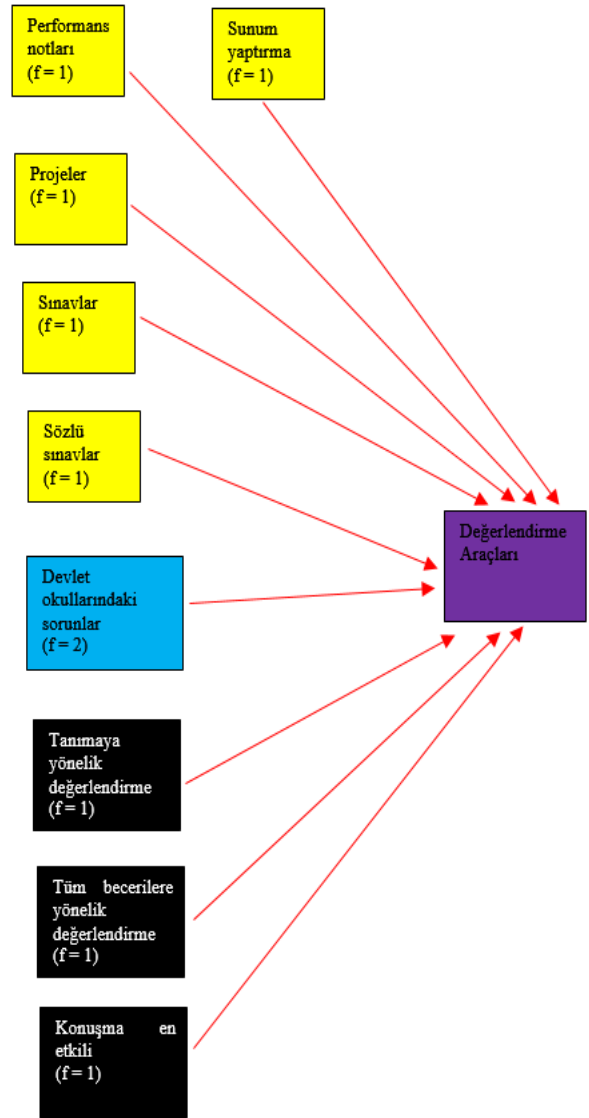 Performans
notları
(f = 1)
Sunum
yaptırma
(f = 1)
Projeler
(f = 1)
Sınavlar
(f = 1)
Sözlü
sınavlar
(f = 1)
Değerlendirme
Araçları
Devlet
okullarındaki
sorunlar
(f = 2)
Tanımaya
yönelik
değerlendirme
(f = 1)
Tüm becerilere
yönelik
değerlendirme
(f = 1)
Konuşma en
etkili
(f = 1)